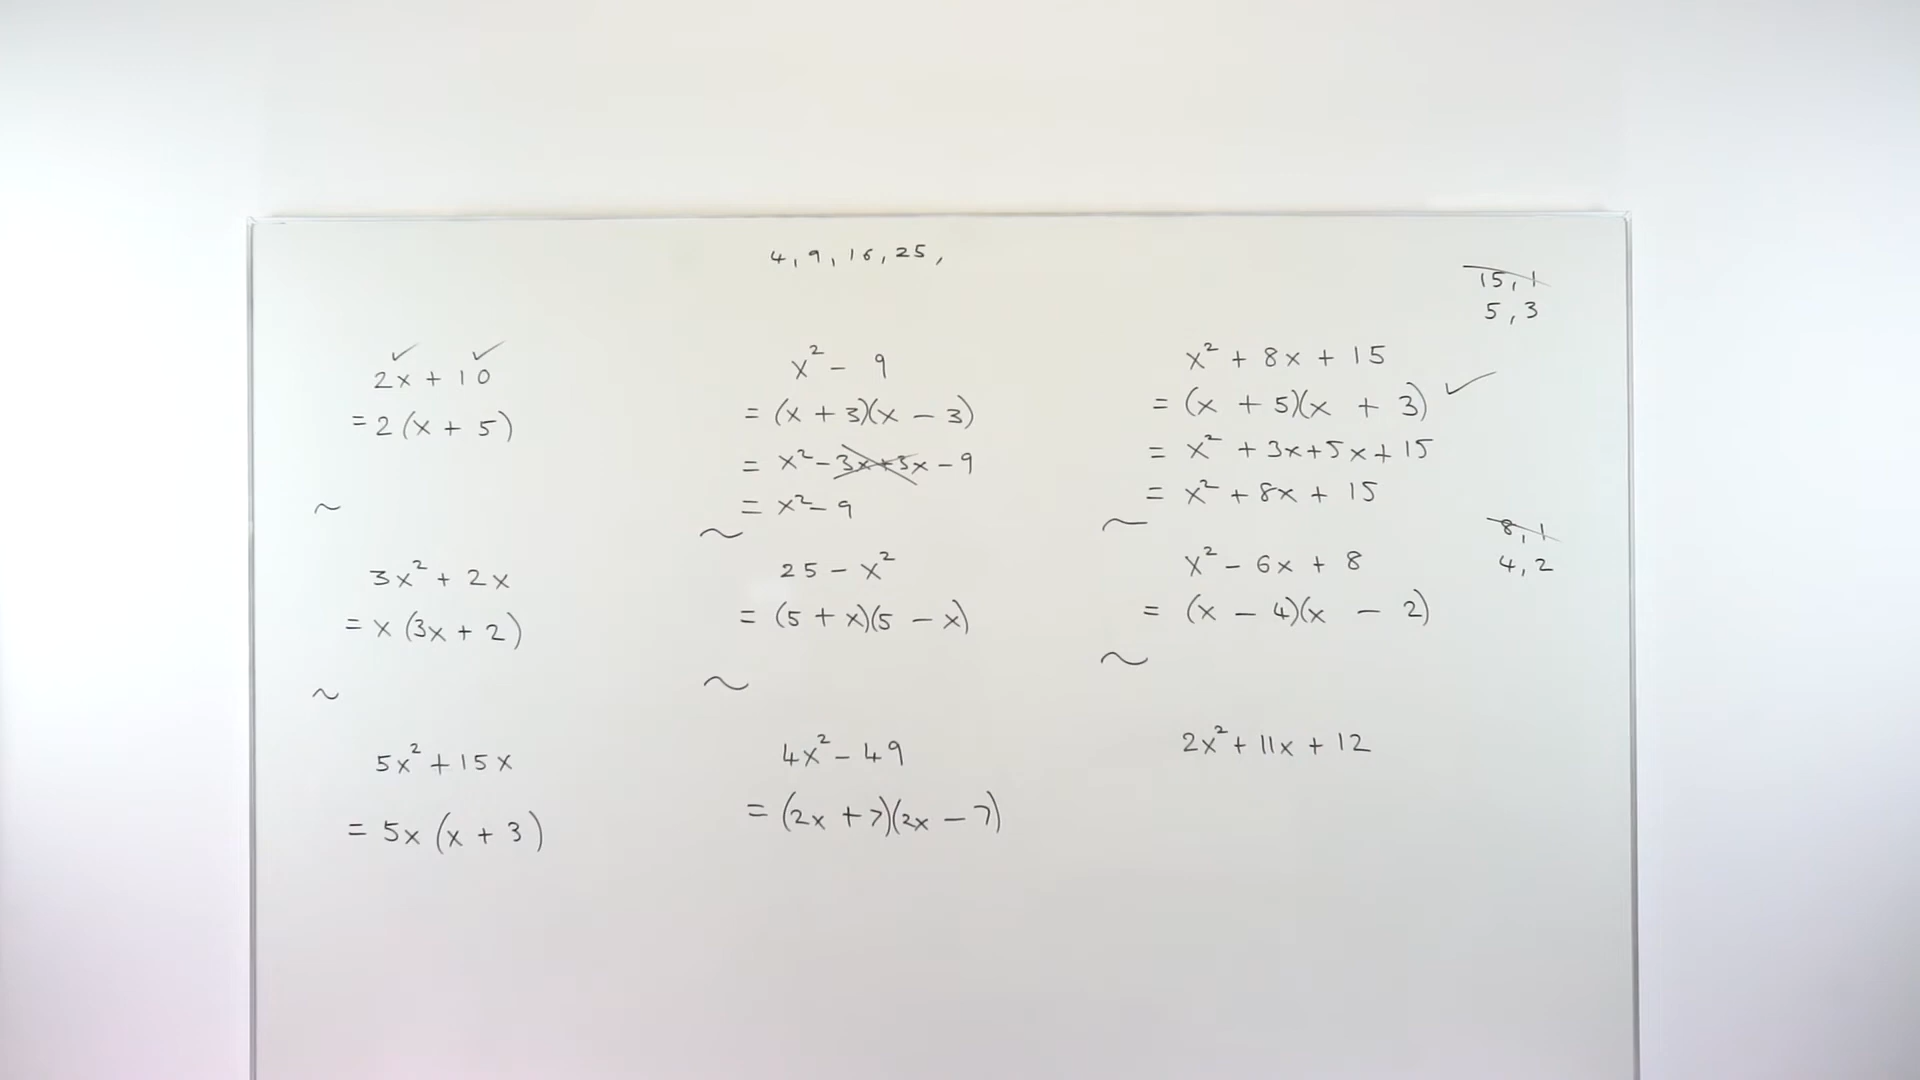 4, 9, 16, 25,
2x + 10
= 2(x + 5)
~
3x² + 2x
= x(3x + 2)
~
5x² + 15x
= 5x(x + 3)
x² - 9
= (x + 3)(x - 3)
= x² - 3x + 3x - 9
= x² - 9
~
25 - x²
= (5 + x)(5 - x)
~
4x² - 49
= (2x + 7)(2x - 7)
15, 1
5, 3
x² + 8x + 15
= (x + 5)(x + 3) ✓
= x² + 3x + 5x + 15
= x² + 8x + 15
~
8, 1
4, 2
x² - 6x + 8
= (x - 4)(x - 2)
~
2x² + 11x + 12